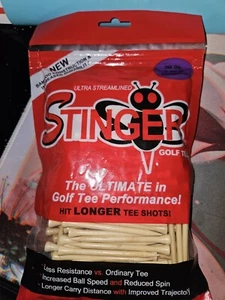 NEW
ULTRA STREAMLINED
STINGER
GOLF TEE
The ULTIMATE in
Golf Tee Performance!
HIT LONGER TEE SHOTS!
Less Resistance vs. Ordinary Tee
Increased Ball Speed and Reduced Spin
Longer Carry Distance with Improved Trajectory